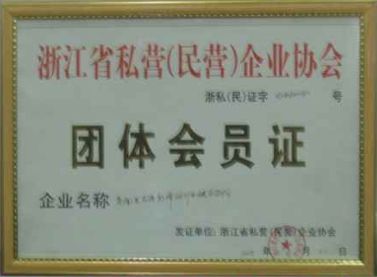 浙江省私营(民营)企业协会
浙私(民)证字 号
团体会员证
企业名称
发证单位:浙江省私营(民营)企业协会
年 月